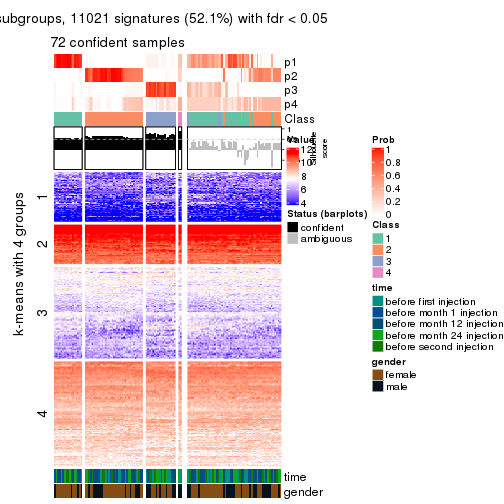 subgroups, 11021 signatures (52.1%) with fdr < 0.05
72 confident samples
p1
p2
p3
p4
Class
1
Value
12
10
8
6
4
Silhouette
score
Status (barplots)
confident
ambiguous
Prob
1
0.8
0.6
0.4
0.2
0
Class
1
2
3
4
time
before first injection
before month 1 injection
before month 12 injection
before month 24 injection
before second injection
gender
female
male
k-means with 4 groups
1
2
3
4
time
gender